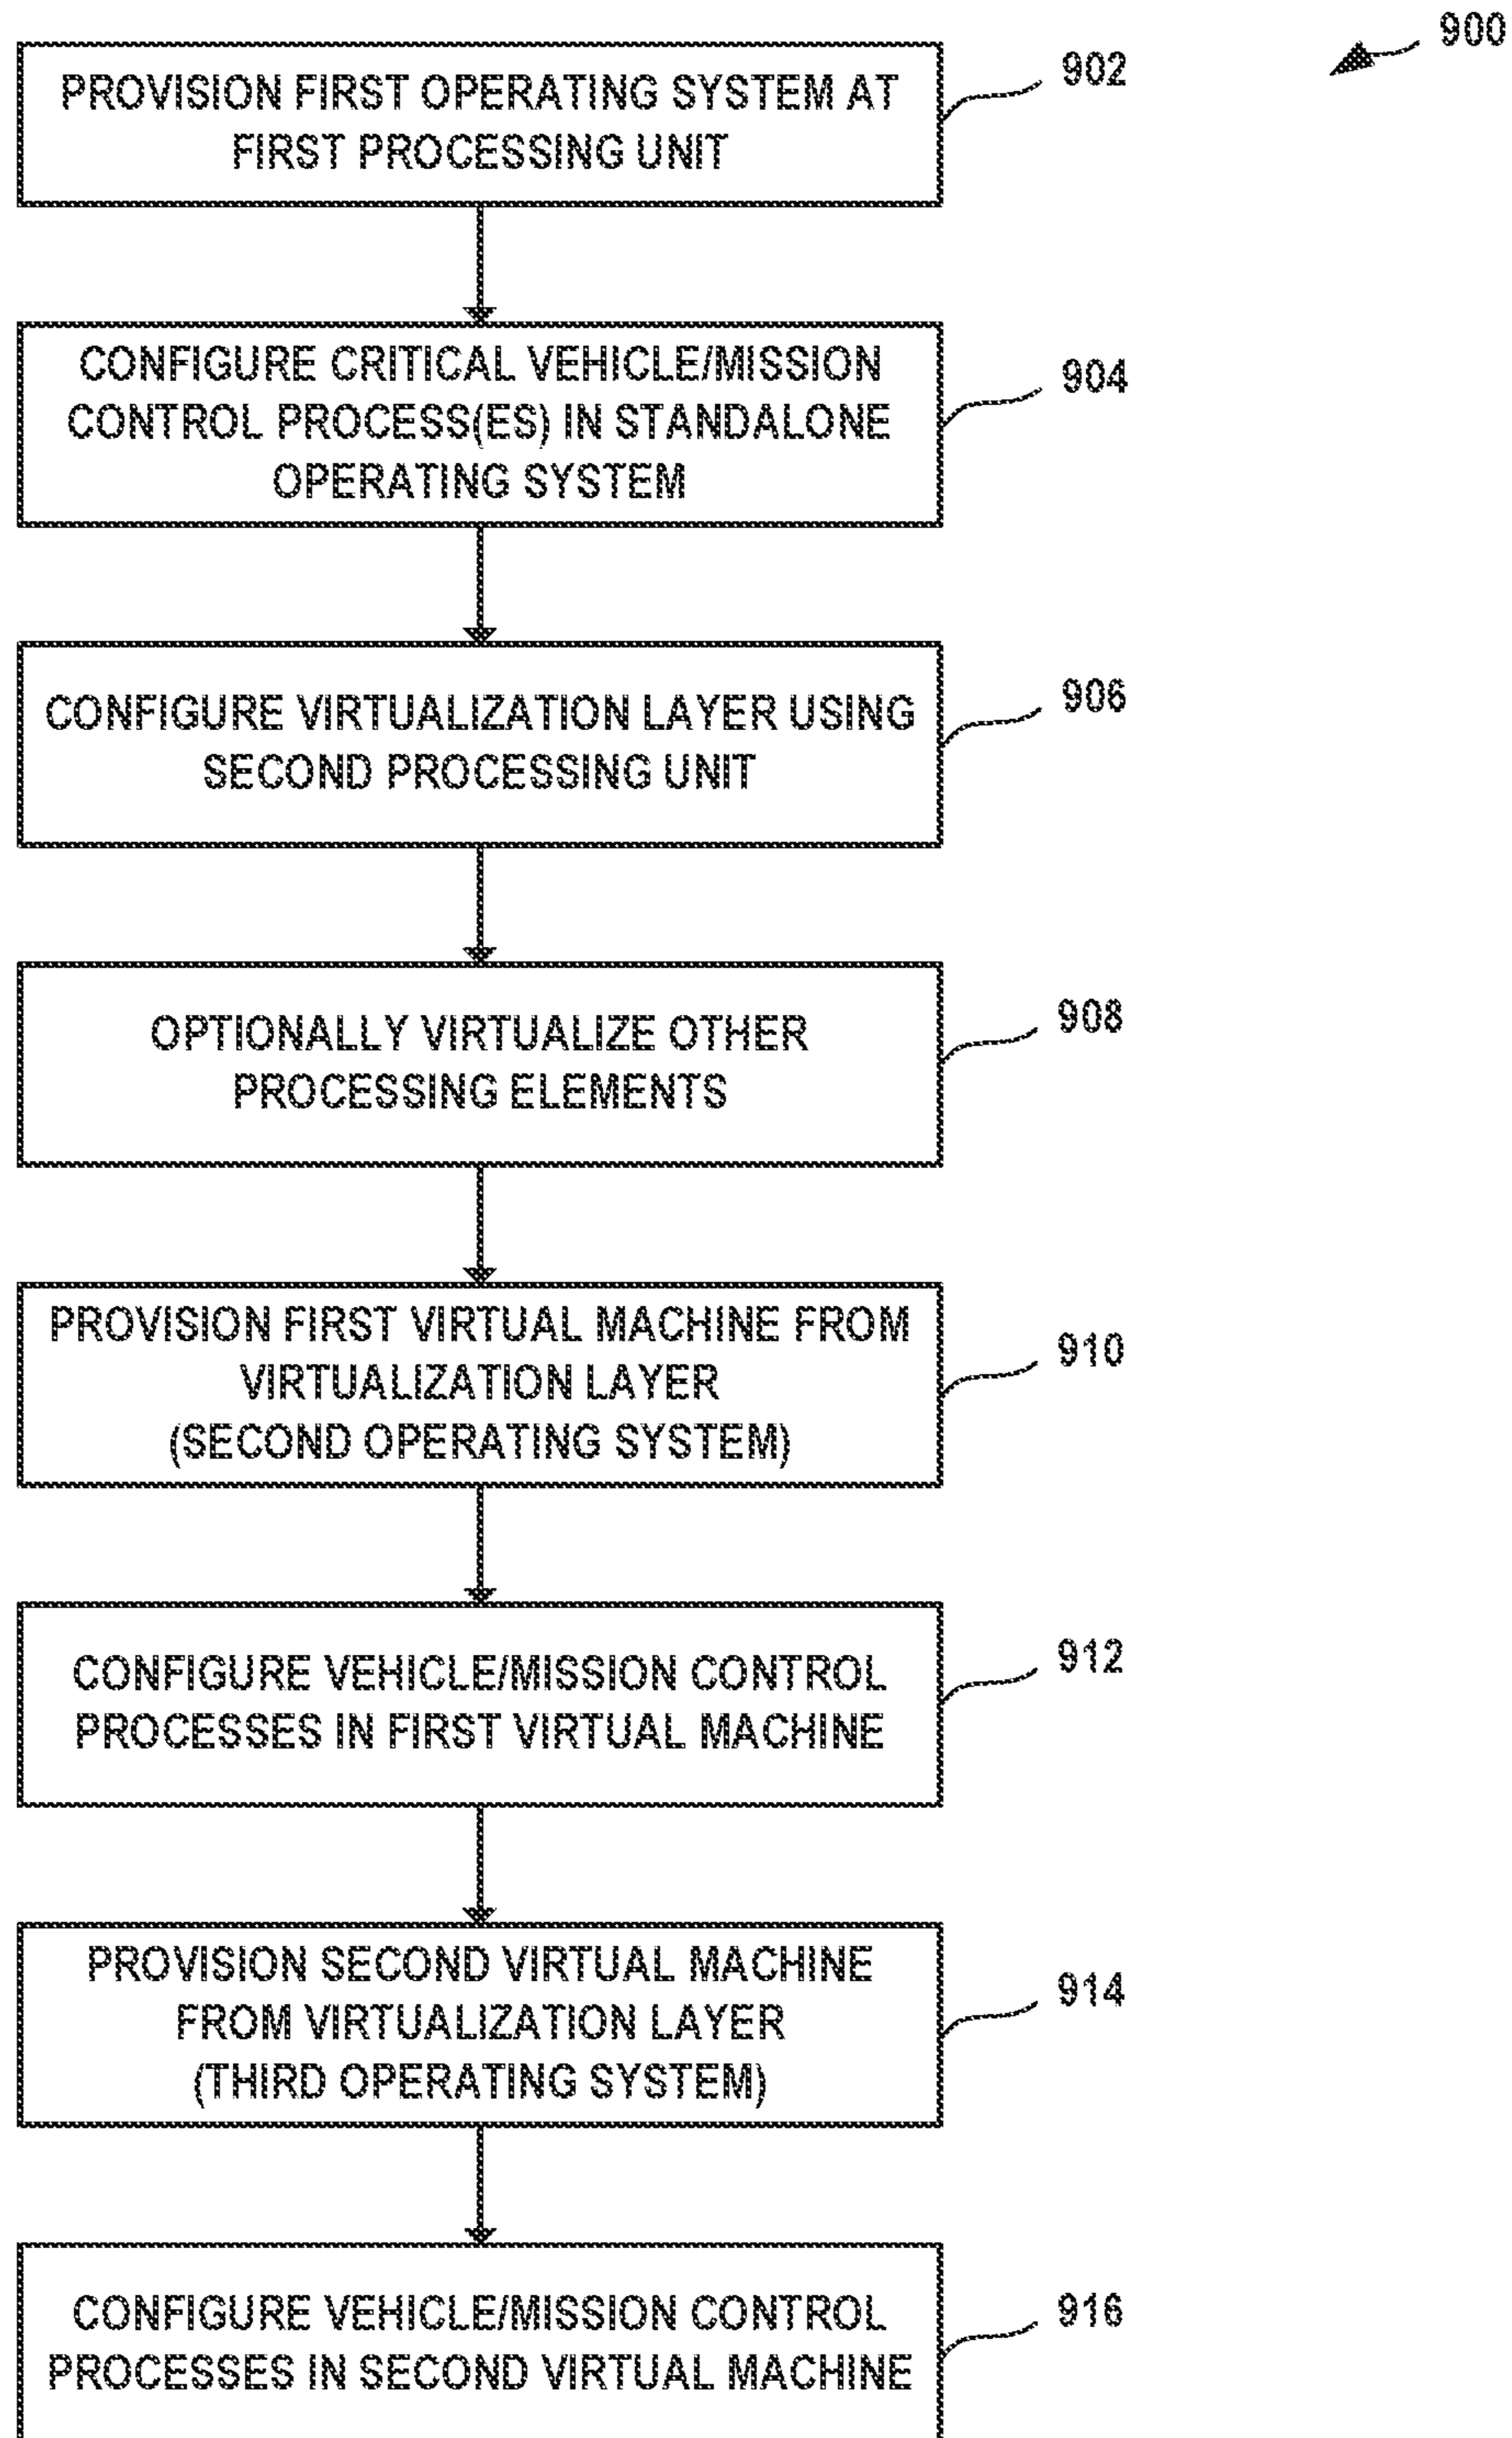 900
PROVISION FIRST OPERATING SYSTEM AT
FIRST PROCESSING UNIT
902
CONFIGURE CRITICAL VEHICLE/MISSION
CONTROL PROCESS(ES) IN STANDALONE
OPERATING SYSTEM
904
CONFIGURE VIRTUALIZATION LAYER USING
SECOND PROCESSING UNIT
906
OPTIONALLY VIRTUALIZE OTHER
PROCESSING ELEMENTS
908
PROVISION FIRST VIRTUAL MACHINE FROM
VIRTUALIZATION LAYER
(SECOND OPERATING SYSTEM)
910
CONFIGURE VEHICLE/MISSION CONTROL
PROCESSES IN FIRST VIRTUAL MACHINE
912
PROVISION SECOND VIRTUAL MACHINE
FROM VIRTUALIZATION LAYER
(THIRD OPERATING SYSTEM)
914
CONFIGURE VEHICLE/MISSION CONTROL
PROCESSES IN SECOND VIRTUAL MACHINE
916